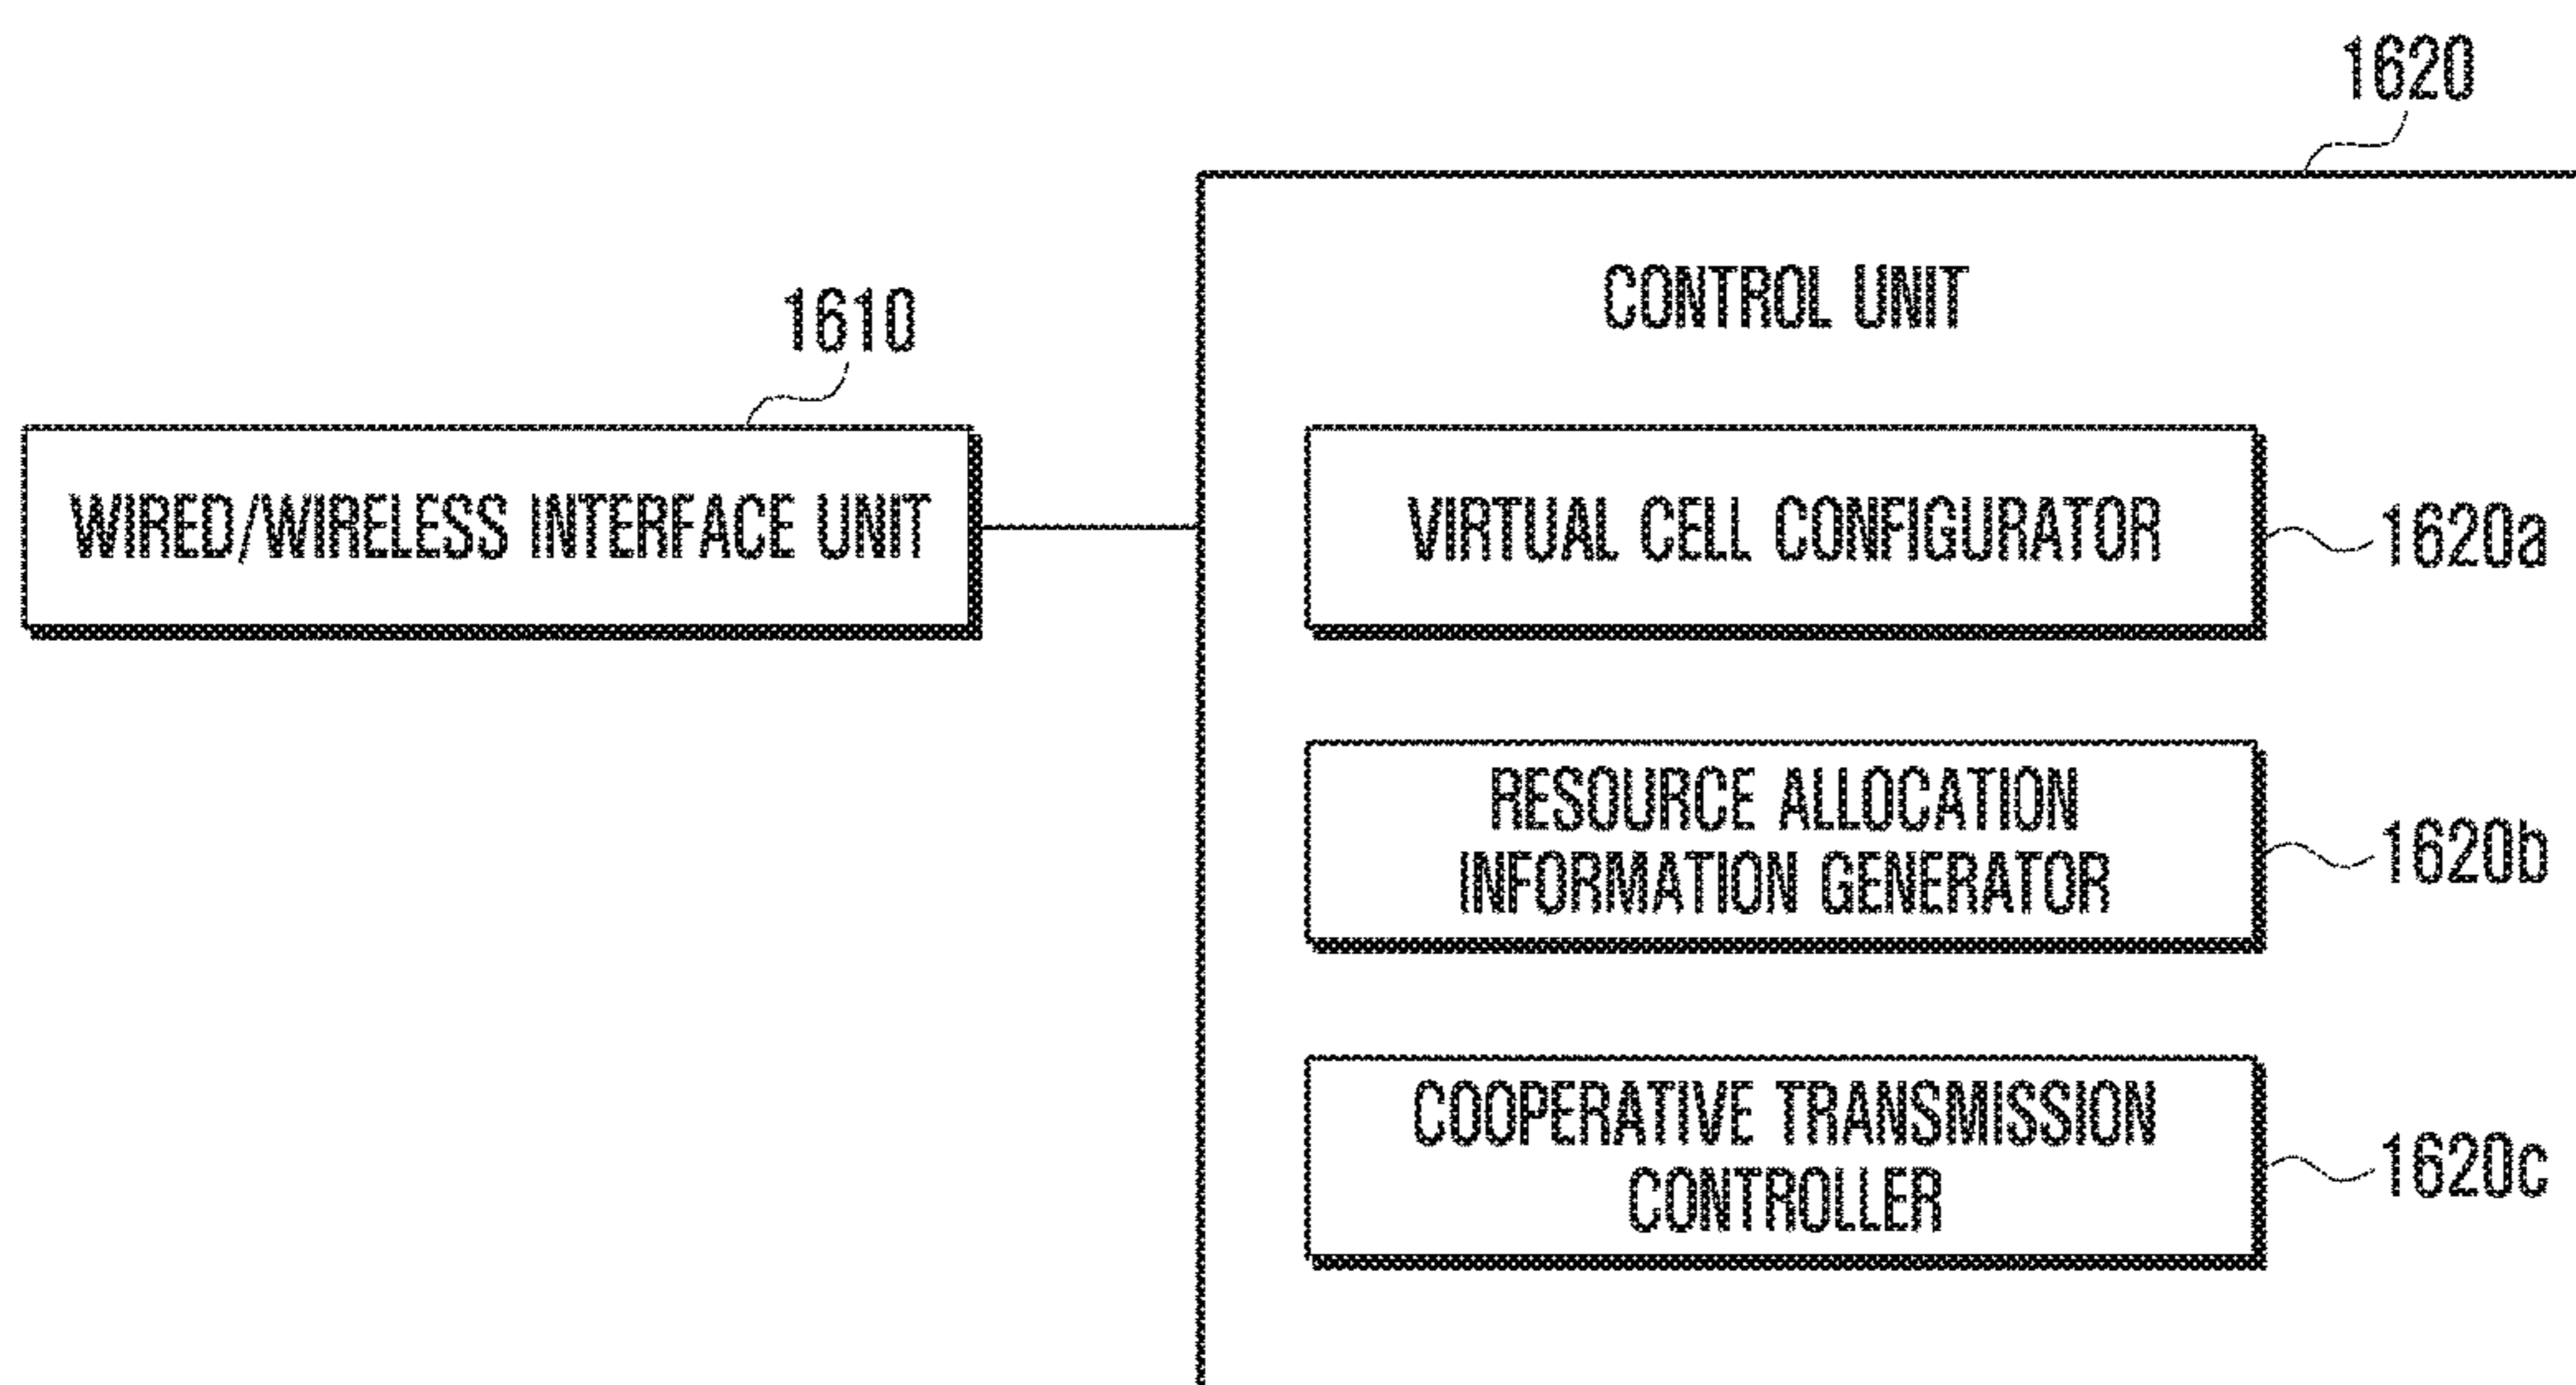 1620
CONTROL UNIT
1610
WIRED/WIRELESS INTERFACE UNIT
VIRTUAL CELL CONFIGURATOR
1620a
RESOURCE ALLOCATION
INFORMATION GENERATOR
1620b
COOPERATIVE TRANSMISSION
CONTROLLER
1620c